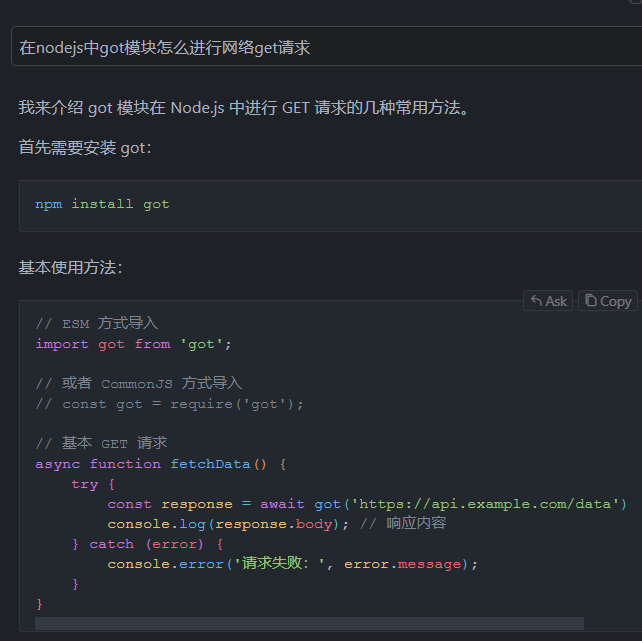 在nodejs中got模块怎么进行网络get请求
我来介绍 got 模块在 Node.js 中进行 GET 请求的几种常用方法。
首先需要安装 got：
npm install got
基本使用方法：
Ask Copy
// ESM 方式导入
import got from 'got';
// 或者 CommonJS 方式导入
// const got = require('got');
// 基本 GET 请求
async function fetchData() {
    try {
        const response = await got('https://api.example.com/data')
        console.log(response.body); // 响应内容
    } catch (error) {
        console.error('请求失败：', error.message);
    }
}